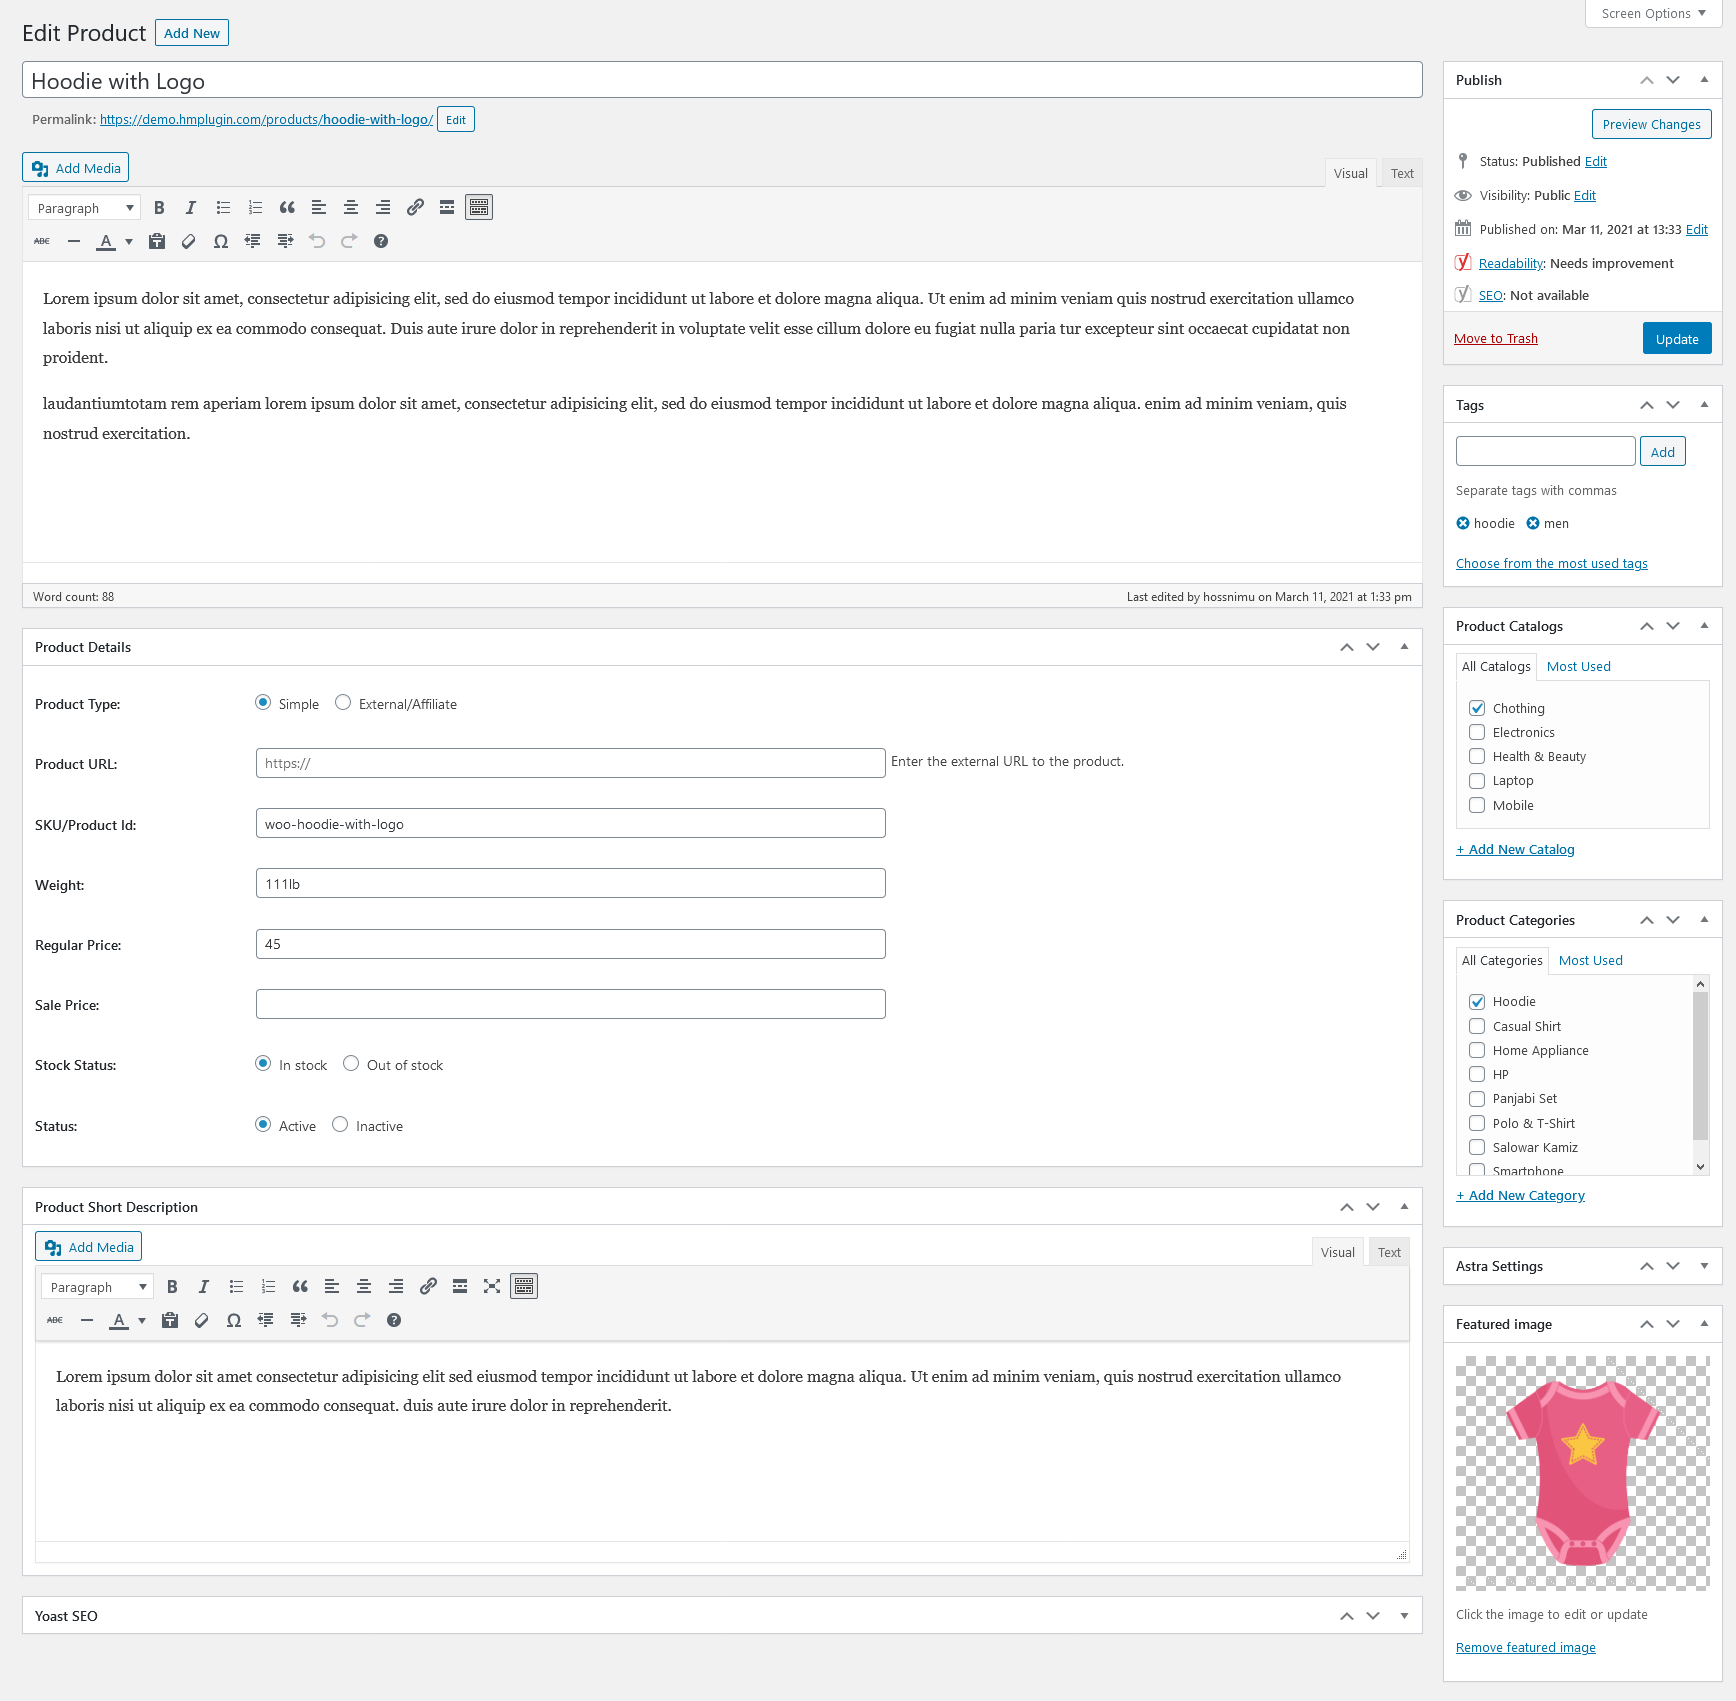 Screen Options
Edit Product Add New
Hoodie with Logo
Permalink: https://demo.hmplugin.com/products/hoodie-with-logo/ Edit
Add Media
Visual Text
Paragraph
B I
ABC A Ω ?
Lorem ipsum dolor sit amet, consectetur adipisicing elit, sed do eiusmod tempor incididunt ut labore et dolore magna aliqua. Ut enim ad minim veniam quis nostrud exercitation ullamco
laboris nisi ut aliquip ex ea commodo consequat. Duis aute irure dolor in reprehenderit in voluptate velit esse cillum dolore eu fugiat nulla paria tur excepteur sint occaecat cupidatat non
proident.
laudantiumtotam rem aperiam lorem ipsum dolor sit amet, consectetur adipisicing elit, sed do eiusmod tempor incididunt ut labore et dolore magna aliqua. enim ad minim veniam, quis
nostrud exercitation.
Word count: 88
Last edited by hossnimu on March 11, 2021 at 1:33 pm
Product Details
Product Type: Simple External/Affiliate
Product URL: https:// Enter the external URL to the product.
SKU/Product Id: woo-hoodie-with-logo
Weight: 111lb
Regular Price: 45
Sale Price:
Stock Status: In stock Out of stock
Status: Active Inactive
Product Short Description
Add Media
Visual Text
Paragraph
B I
ABC A Ω ?
Lorem ipsum dolor sit amet consectetur adipisicing elit sed eiusmod tempor incididunt ut labore et dolore magna aliqua. Ut enim ad minim veniam, quis nostrud exercitation ullamco
laboris nisi ut aliquip ex ea commodo consequat. duis aute irure dolor in reprehenderit.
Yoast SEO
Publish
Preview Changes
Status: Published Edit
Visibility: Public Edit
Published on: Mar 11, 2021 at 13:33 Edit
Readability: Needs improvement
SEO: Not available
Move to Trash
Update
Tags
Add
Separate tags with commas
hoodie men
Choose from the most used tags
Product Catalogs
All Catalogs Most Used
Chothing
Electronics
Health & Beauty
Laptop
Mobile
+ Add New Catalog
Product Categories
All Categories Most Used
Hoodie
Casual Shirt
Home Appliance
HP
Panjabi Set
Polo & T-Shirt
Salowar Kamiz
Smartphone
+ Add New Category
Astra Settings
Featured image
Click the image to edit or update
Remove featured image